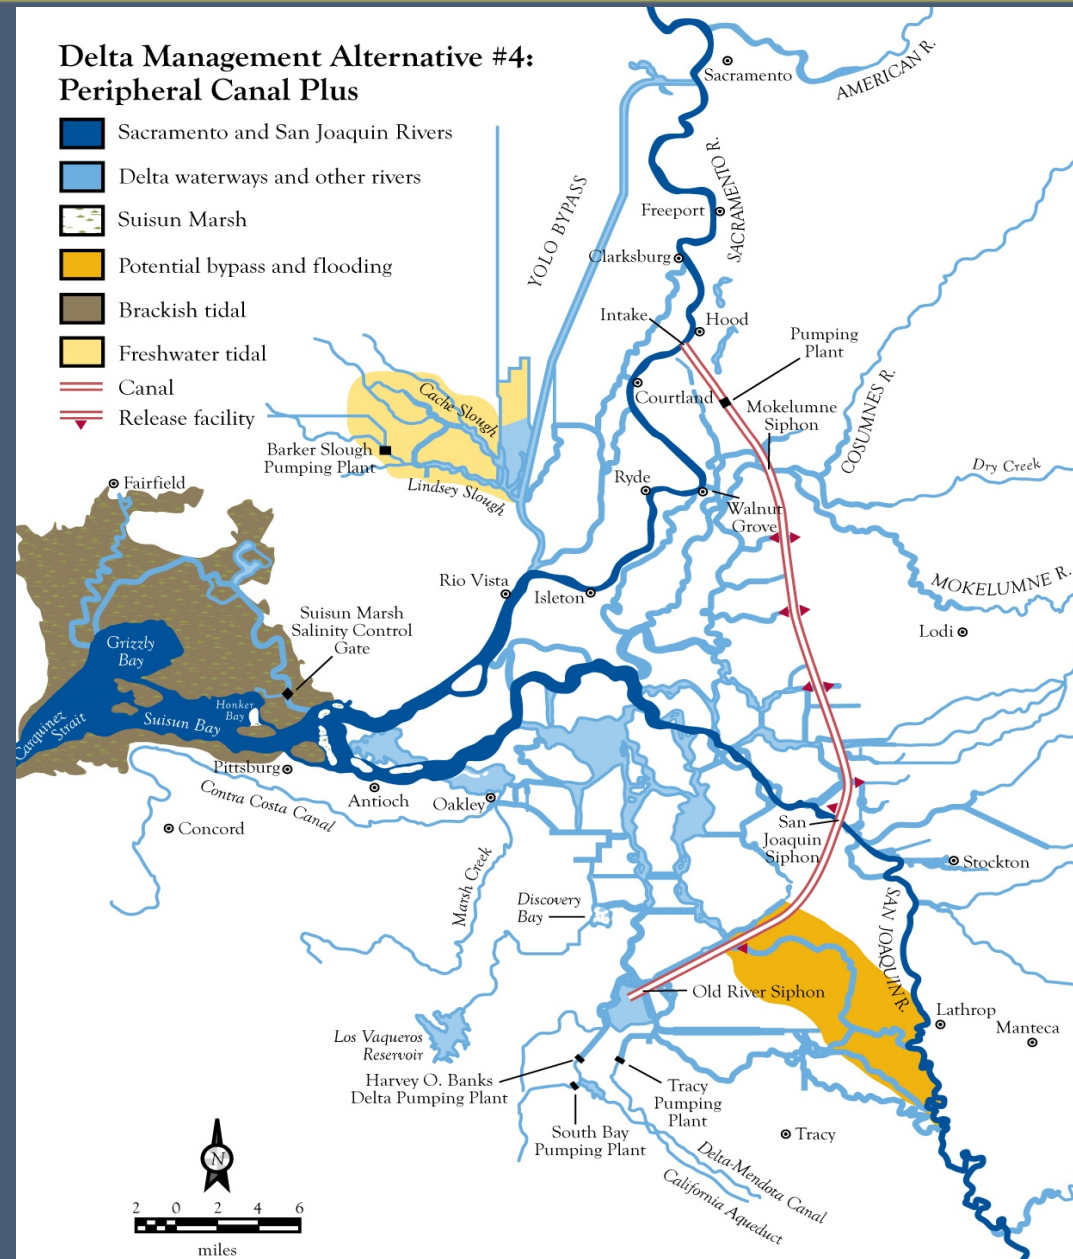 Delta Management Alternative #4:
Peripheral Canal Plus
Sacramento and San Joaquin Rivers
Delta waterways and other rivers
Suisun Marsh
Potential bypass and flooding
Brackish tidal
Freshwater tidal
Canal
Release facility
Sacramento
AMERICAN R.
SACRAMENTO R.
YOLO BYPASS
Freeport
Clarksburg
Intake
Hood
Pumping
Plant
Courtland
Mokelumne
Siphon
COSUMNES R.
Cache Slough
Barker Slough
Pumping Plant
Lindsey Slough
Dry Creek
Fairfield
Ryde
Walnut
Grove
Rio Vista
Isleton
MOKELUMNE R.
Lodi
Suisun Marsh
Salinity Control
Gate
Grizzly
Bay
Honker
Bay
Suisun Bay
Carquinez
Strait
Pittsburg
Antioch
Oakley
Contra Costa Canal
Concord
San
Joaquin
Siphon
Stockton
Marsh Creek
Discovery
Bay
SAN JOAQUIN R.
Old River Siphon
Lathrop
Manteca
Los Vaqueros
Reservoir
Harvey O. Banks
Delta Pumping Plant
Tracy
Pumping
Plant
South Bay
Pumping Plant
Tracy
Delta-Mendota Canal
California Aqueduct
N
2 0 2 4 6
miles